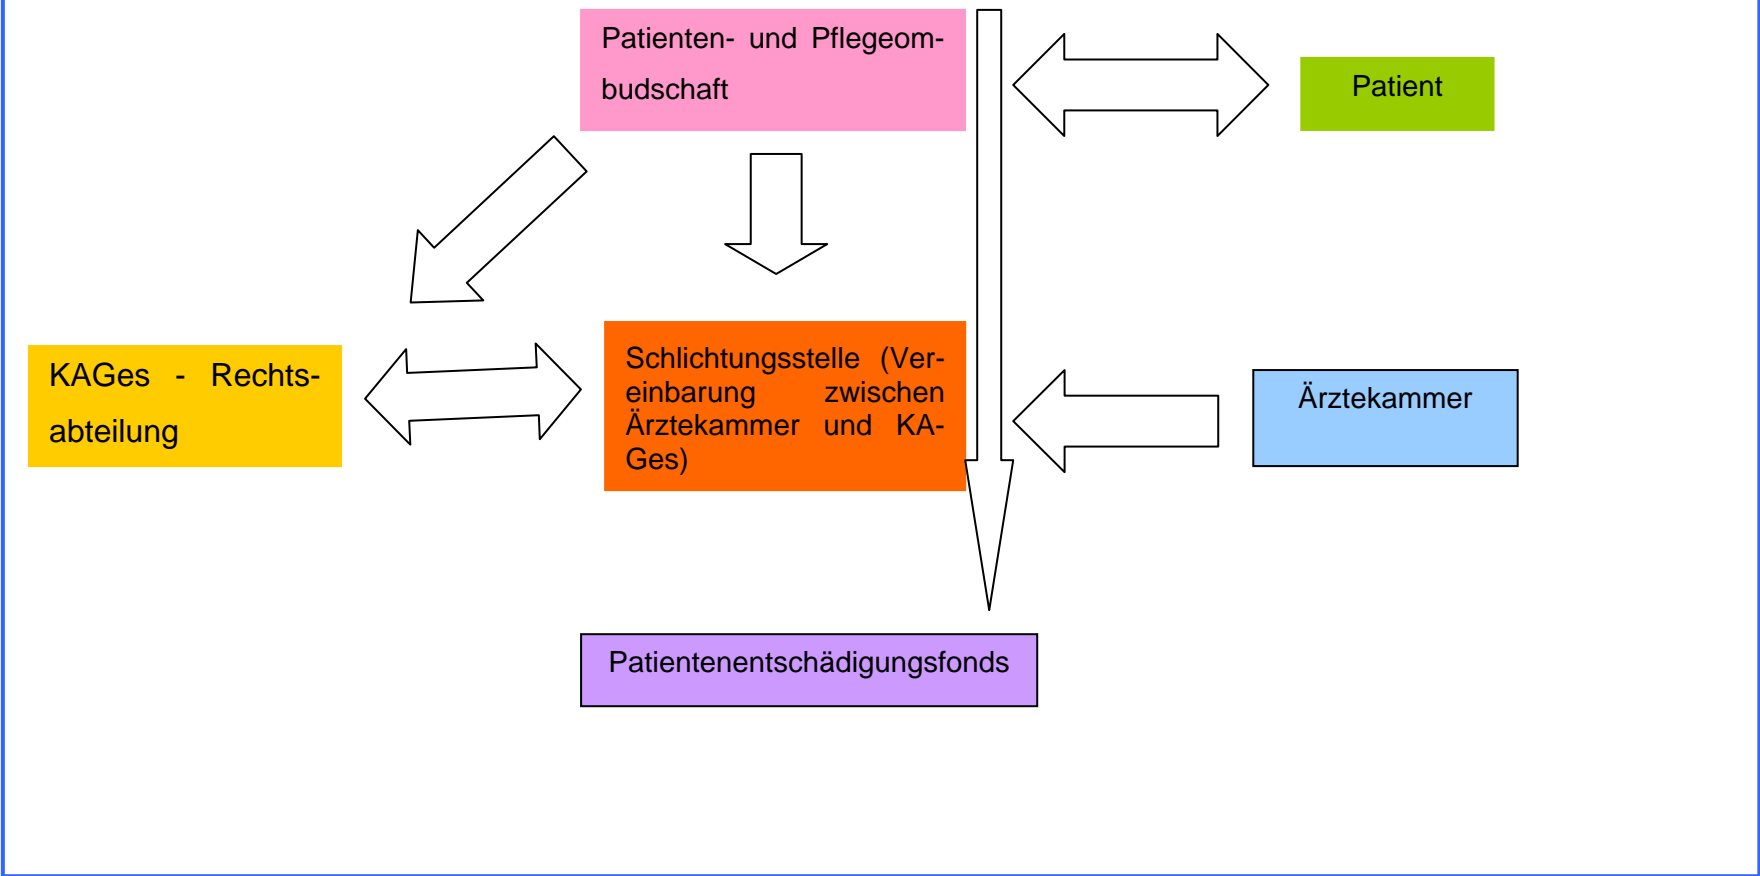 Patienten- und Pflegeom-
budschaft
Patient
KAGes - Rechts-
abteilung
Schlichtungsstelle (Ver-
einbarung zwischen
Ärztekammer und KA-
Ges)
Ärztekammer
Patientenentschädigungsfonds